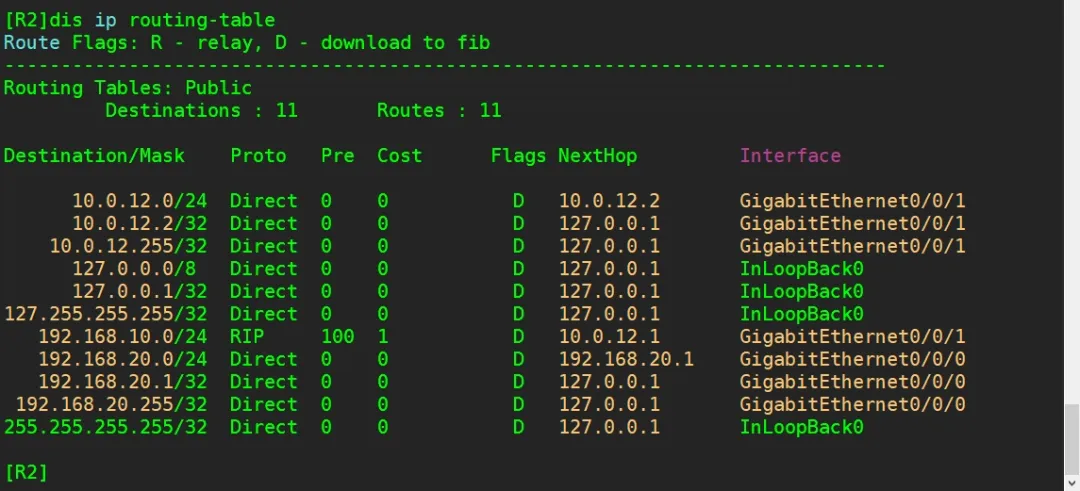 [R2]dis ip routing-table
Route Flags: R - relay, D - download to fib
------------------------------------------------------------------------------
Routing Tables: Public
         Destinations : 11       Routes : 11

Destination/Mask    Proto   Pre  Cost      Flags NextHop         Interface

      10.0.12.0/24  Direct  0    0           D   10.0.12.2       GigabitEthernet0/0/1
      10.0.12.2/32  Direct  0    0           D   127.0.0.1       GigabitEthernet0/0/1
    10.0.12.255/32  Direct  0    0           D   127.0.0.1       GigabitEthernet0/0/1
      127.0.0.0/8   Direct  0    0           D   127.0.0.1       InLoopBack0
      127.0.0.1/32  Direct  0    0           D   127.0.0.1       InLoopBack0
127.255.255.255/32  Direct  0    0           D   127.0.0.1       InLoopBack0
   192.168.10.0/24  RIP     100  1           D   10.0.12.1       GigabitEthernet0/0/1
   192.168.20.0/24  Direct  0    0           D   192.168.20.1    GigabitEthernet0/0/0
   192.168.20.1/32  Direct  0    0           D   127.0.0.1       GigabitEthernet0/0/0
 192.168.20.255/32  Direct  0    0           D   127.0.0.1       GigabitEthernet0/0/0
255.255.255.255/32  Direct  0    0           D   127.0.0.1       InLoopBack0

[R2]